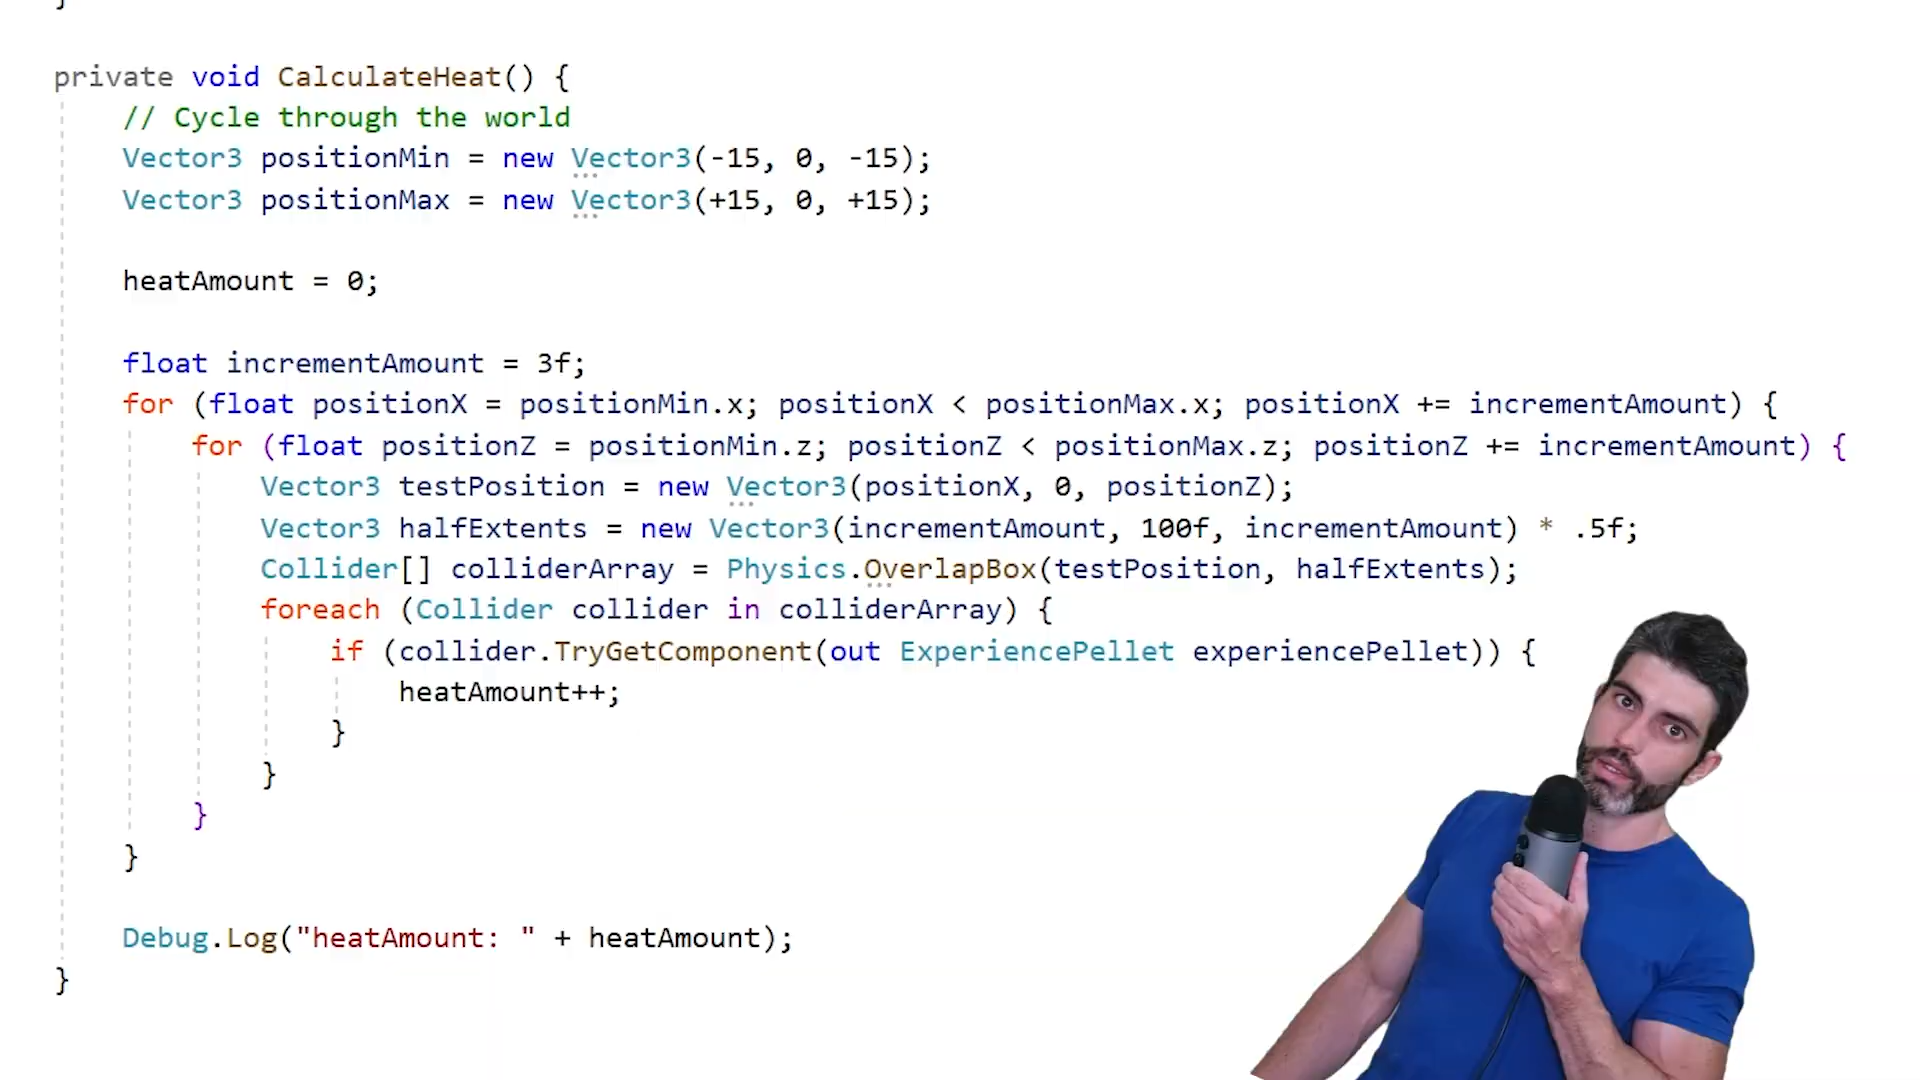 }
private void CalculateHeat() {
// Cycle through the world
Vector3 positionMin = new Vector3(-15, 0, -15);
Vector3 positionMax = new Vector3(+15, 0, +15);
heatAmount = 0;
float incrementAmount = 3f;
for (float positionX = positionMin.x; positionX < positionMax.x; positionX += incrementAmount) {
for (float positionZ = positionMin.z; positionZ < positionMax.z; positionZ += incrementAmount) {
Vector3 testPosition = new Vector3(positionX, 0, positionZ);
Vector3 halfExtents = new Vector3(incrementAmount, 100f, incrementAmount) * .5f;
Collider[] colliderArray = Physics.OverlapBox(testPosition, halfExtents);
foreach (Collider collider in colliderArray) {
if (collider.TryGetComponent(out ExperiencePellet experiencePellet)) {
heatAmount++;
}
}
}
}
Debug.Log("heatAmount: " + heatAmount);
}